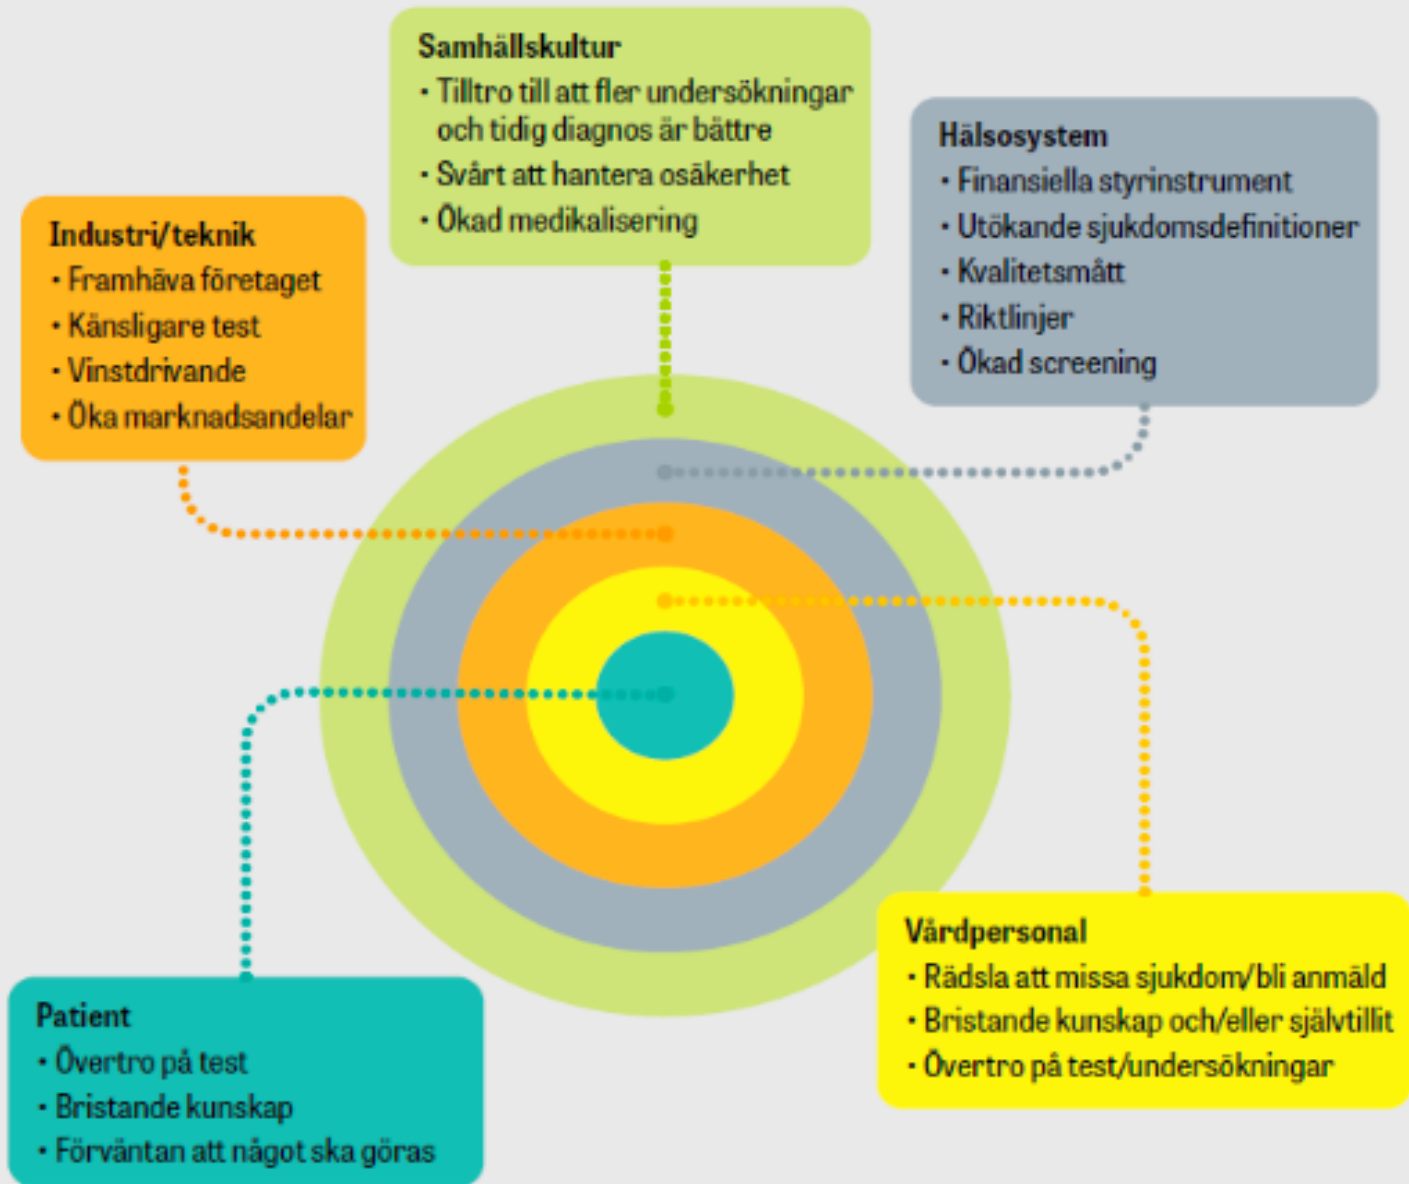 Samhällskultur
• Tilltro till att fler undersökningar
och tidig diagnos är bättre
• Svårt att hantera osäkerhet
• Ökad medikalisering
Hälsosystem
• Finansiella styrinstrument
• Utökande sjukdomsdefinitioner
• Kvalitetsmått
• Riktlinjer
• Ökad screening
Industri/teknik
• Framhäva företaget
• Känsligare test
• Vinstdrivande
• Öka marknadsandelar
Vårdpersonal
• Rädsla att missa sjukdom/bli anmäld
• Bristande kunskap och/eller självtillit
• Övertro på test/undersökningar
Patient
• Övertro på test
• Bristande kunskap
• Förväntan att något ska göras